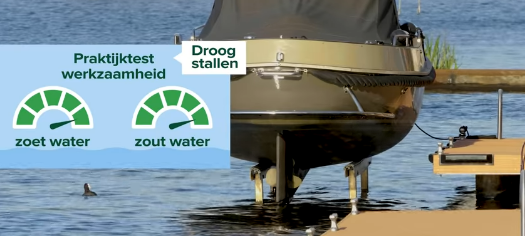 Droog
stallen
Praktijktest
werkzaamheid
zoet water
zout water